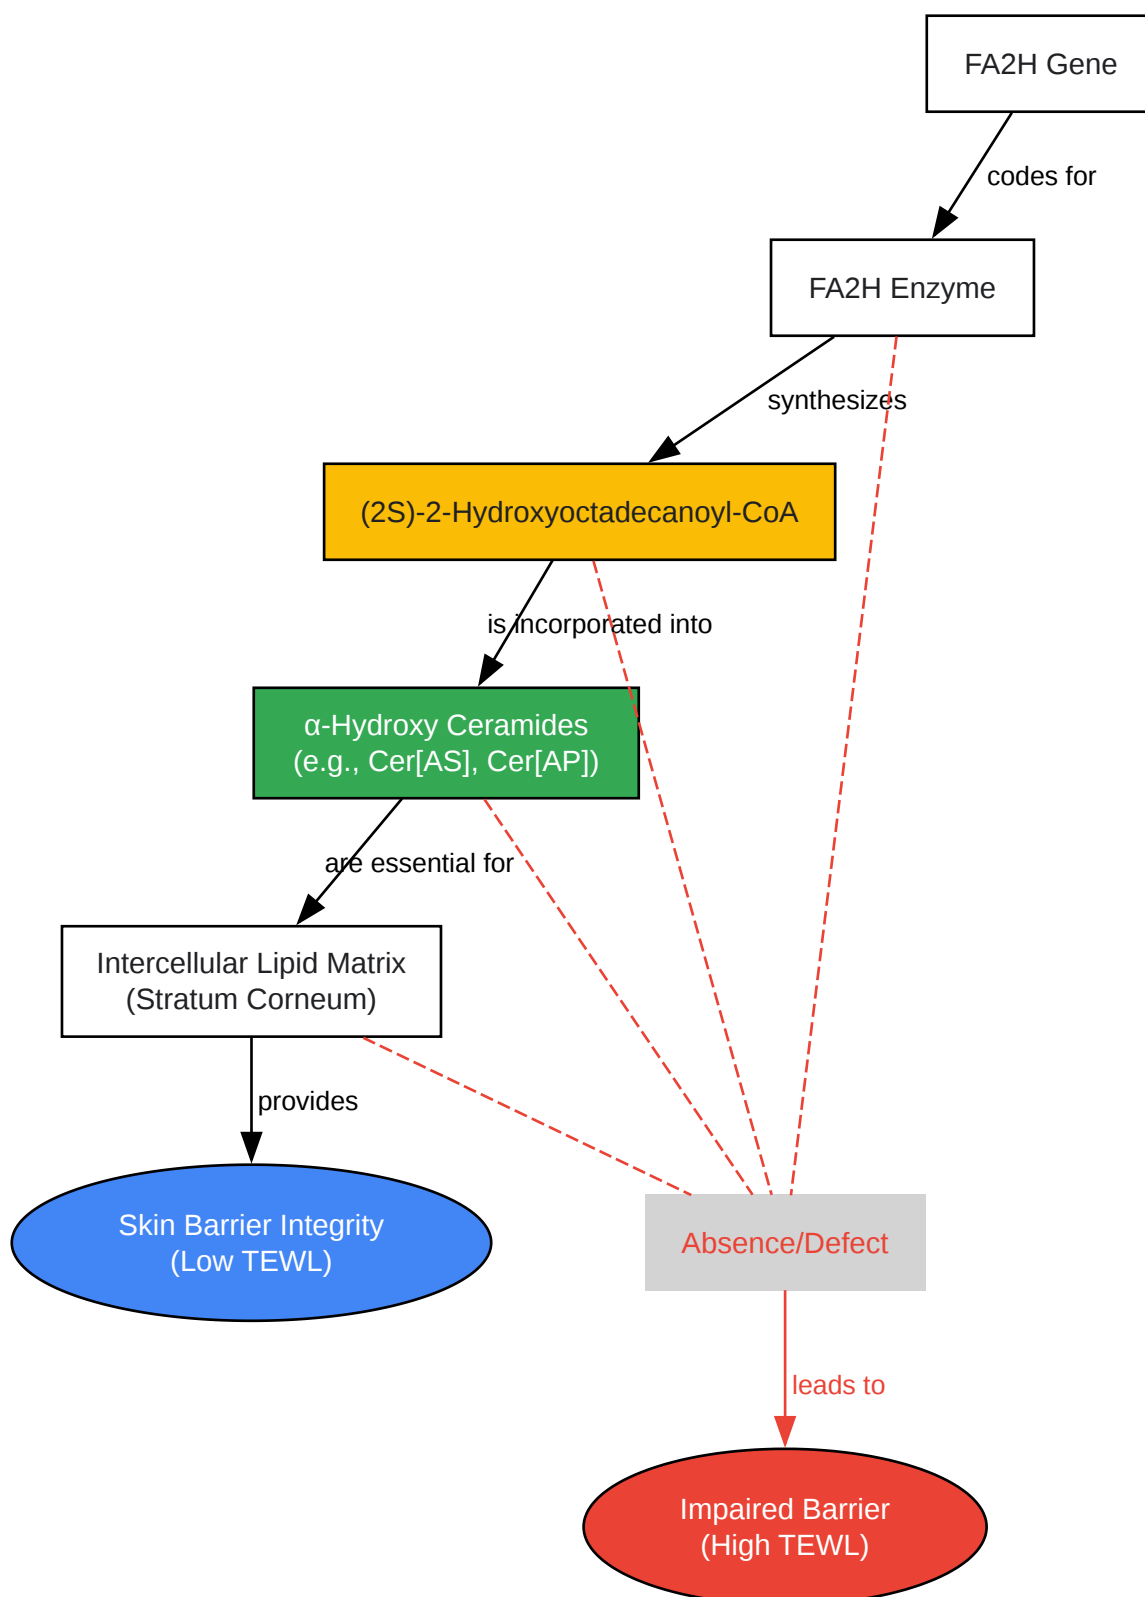 FA2H Gene
codes for
FA2H Enzyme
synthesizes
(2S)-2-Hydroxyoctadecanoyl-CoA
is incorporated into
α-Hydroxy Ceramides
(e.g., Cer[AS], Cer[AP])
are essential for
Intercellular Lipid Matrix
(Stratum Corneum)
provides
Skin Barrier Integrity
(Low TEWL)
Absence/Defect
leads to
Impaired Barrier
(High TEWL)